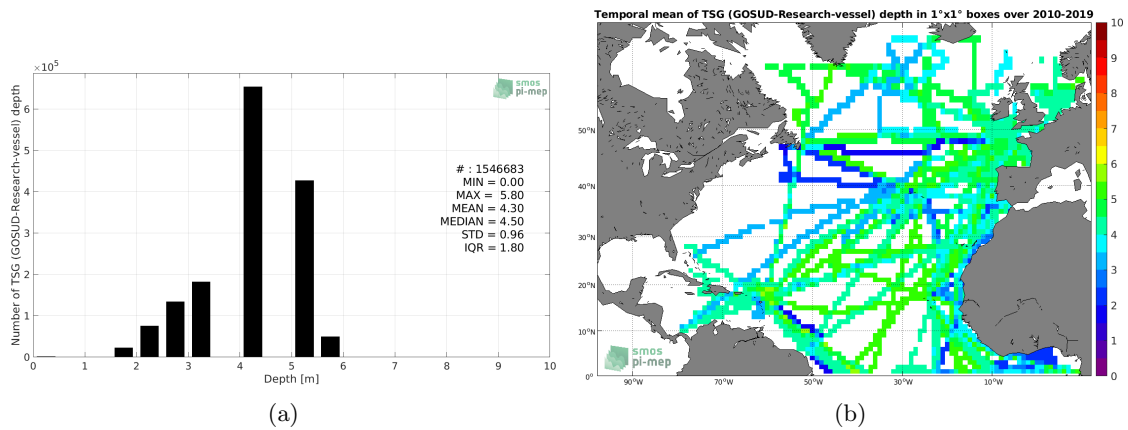 ×10⁵
Number of TSG (GOSUD-Research-vessel) depth
6
5
4
3
2
1
0
smos
pi-mep
# : 1546683
MIN = 0.00
MAX = 5.80
MEAN = 4.30
MEDIAN = 4.50
STD = 0.96
IQR = 1.80
0 1 2 3 4 5 6 7 8 9 10
Depth [m]
(a)
Temporal mean of TSG (GOSUD-Research-vessel) depth in 1°x1° boxes over 2010-2019
50°N
40°N
30°N
20°N
10°N
0°
smos
pi-mep
90°W 70°W 50°W 30°W 10°W
10
9
8
7
6
5
4
3
2
1
0
(b)